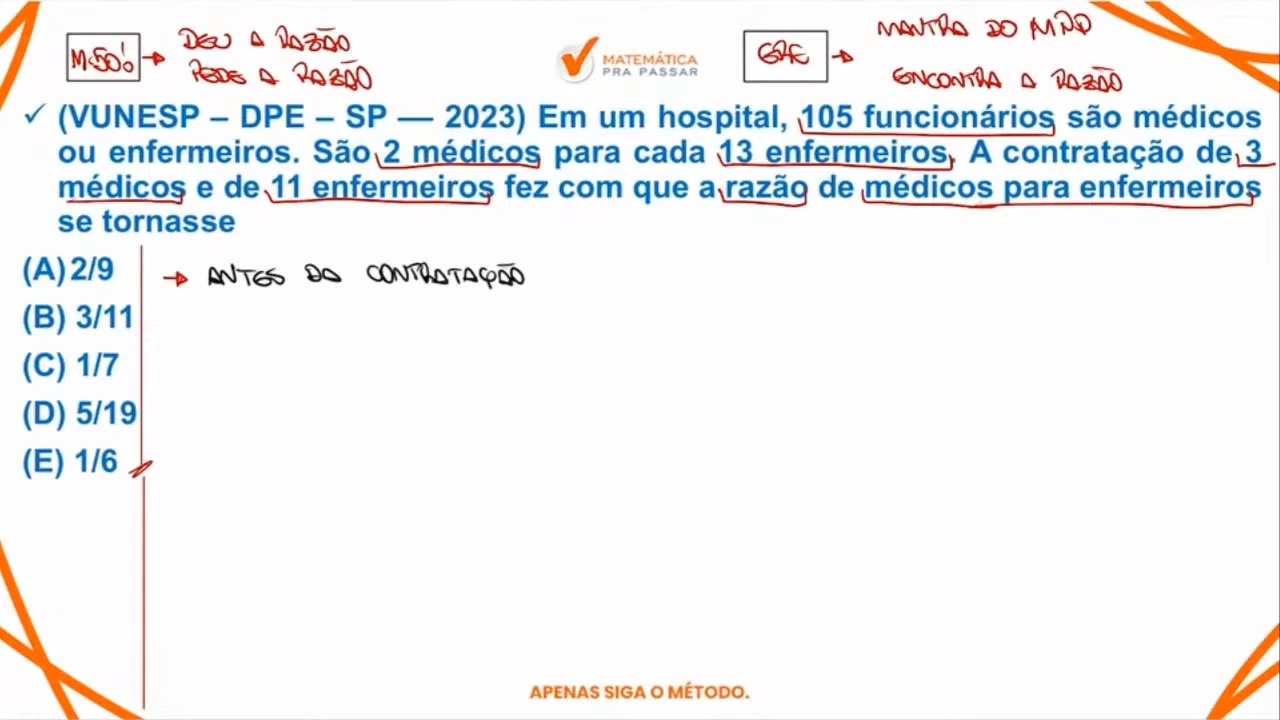 M.50! → DEU A RAZÃO
PEDE A RAZÃO
MATEMÁTICA
PRA PASSAR
→ MANTRA DO MPP
ENCONTRA A RAZÃO
✓ (VUNESP – DPE – SP — 2023) Em um hospital, 105 funcionários são médicos
ou enfermeiros. São 2 médicos para cada 13 enfermeiros. A contratação de 3
médicos e de 11 enfermeiros fez com que a razão de médicos para enfermeiros
se tornasse
(A) 2/9
(B) 3/11
(C) 1/7
(D) 5/19
(E) 1/6
→ ANTES DA CONTRATAÇÃO
APENAS SIGA O MÉTODO.